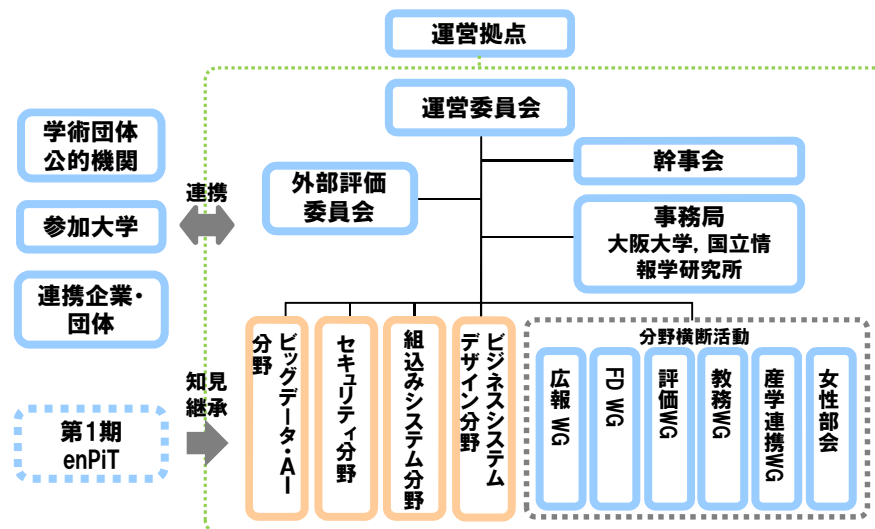 運営拠点
運営委員会
学術団体
公的機関
幹事会
連携
外部評価
委員会
参加大学
事務局
大阪大学, 国立情
報学研究所
連携企業・
団体
分野横断活動
ビッグデータ・AI
分野
セキュリティ分野
組込みシステム分野
ビジネスシステム
デザイン分野
広報 WG
FD WG
評価WG
教務WG
産学連携WG
女性部会
知見
継承
第1期
enPiT